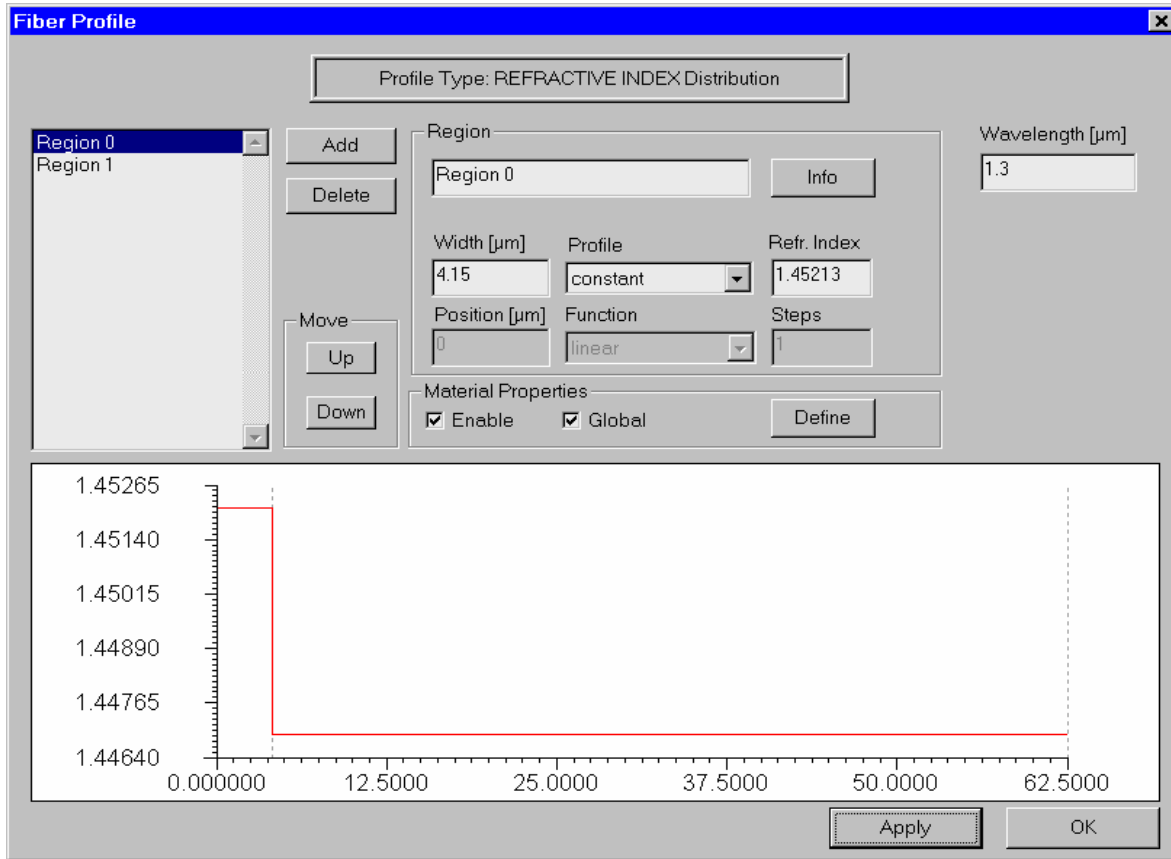 Fiber Profile
Profile Type: REFRACTIVE INDEX Distribution
Region 0
Region 1
Add
Delete
Move
Up
Down
Region
Region 0
Info
Width [µm]
Profile
Refr. Index
4.15
constant
1.45213
Position [µm]
Function
Steps
0
linear
1
Material Properties
Enable
Global
Define
Wavelength [µm]
1.3
1.45265
1.45140
1.45015
1.44890
1.44765
1.44640
0.000000 12.5000 25.0000 37.5000 50.0000 62.5000
Apply
OK